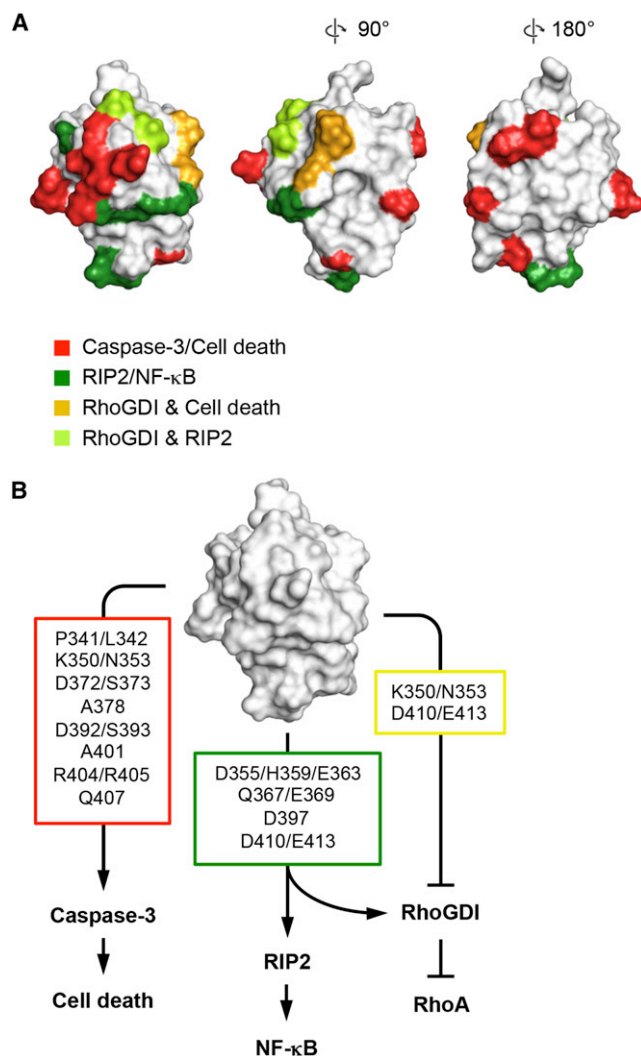 A
90°
180°
Caspase-3/Cell death
RIP2/NF-κB
RhoGDI & Cell death
RhoGDI & RIP2
B
P341/L342
K350/N353
D372/S373
A378
D392/S393
A401
R404/R405
Q407
D355/H359/E363
Q367/E369
D397
D410/E413
K350/N353
D410/E413
Caspase-3
Cell death
RIP2
NF-κB
RhoGDI
RhoA